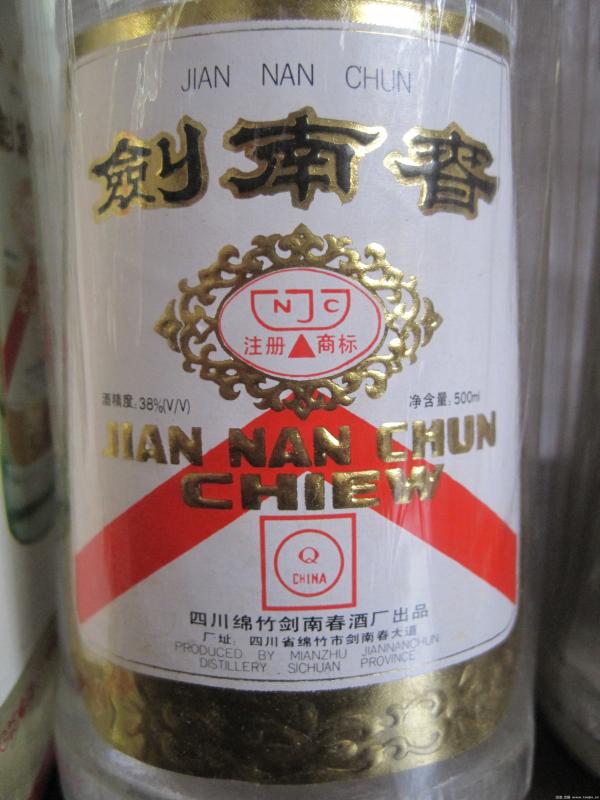 JIAN NAN CHUN
劍南春
NJC
注册 商标
酒精度:38%(V/V) 净含量:500ml
JIAN NAN CHUN
CHIEW
Q
CHINA
四川绵竹剑南春酒厂出品
厂址: 四川省绵竹市剑南春大道
PRODUCED BY MIANZHU JIANNANCHUN
DISTILLERY SICHUAN PROVINCE